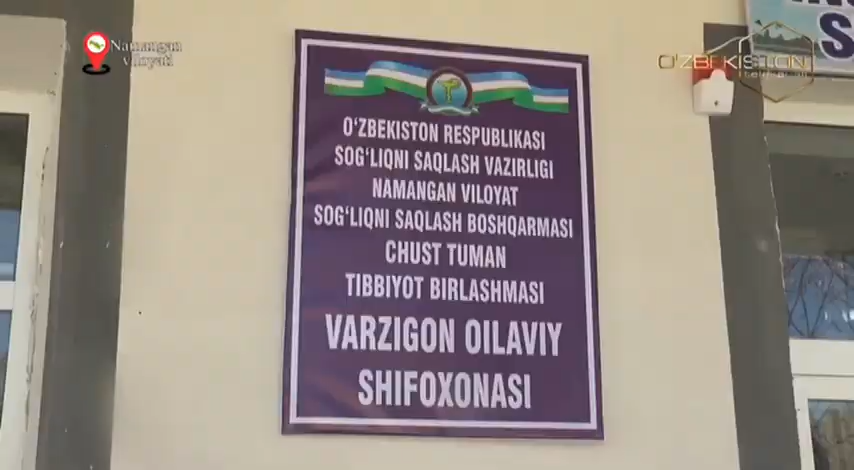 Namangan
viloyati
O'ZBEKISTON
O‘ZBEKISTON RESPUBLIKASI
SOG‘LIQNI SAQLASH VAZIRLIGI
NAMANGAN VILOYAT
SOG‘LIQNI SAQLASH BOSHQARMASI
CHUST TUMAN
TIBBIYOT BIRLASHMASI
VARZIGON OILAVIY
SHIFOXONASI